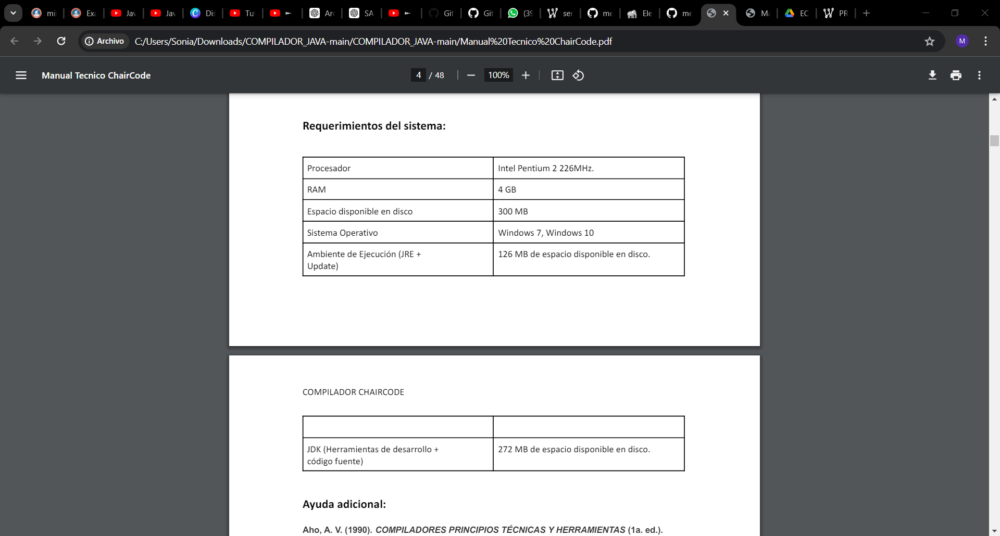 mi
Exa
Jav
Jav
Dis
Tu
Arc
SA
Git
Git
(39
ser
me
Ele
me
Ma
EC
PR
Archivo
C:/Users/Sonia/Downloads/COMPILADOR_JAVA-main/COMPILADOR_JAVA-main/Manual%20Tecnico%20ChairCode.pdf
M
Manual Tecnico ChairCode
4 / 48
100%
Requerimientos del sistema:
Procesador
Intel Pentium 2 226MHz.
RAM
4 GB
Espacio disponible en disco
300 MB
Sistema Operativo
Windows 7, Windows 10
Ambiente de Ejecución (JRE +
Update)
126 MB de espacio disponible en disco.
COMPILADOR CHAIRCODE
JDK (Herramientas de desarrollo +
código fuente)
272 MB de espacio disponible en disco.
Ayuda adicional:
Aho, A. V. (1990). COMPILADORES PRINCIPIOS TÉCNICAS Y HERRAMIENTAS (1a. ed.).